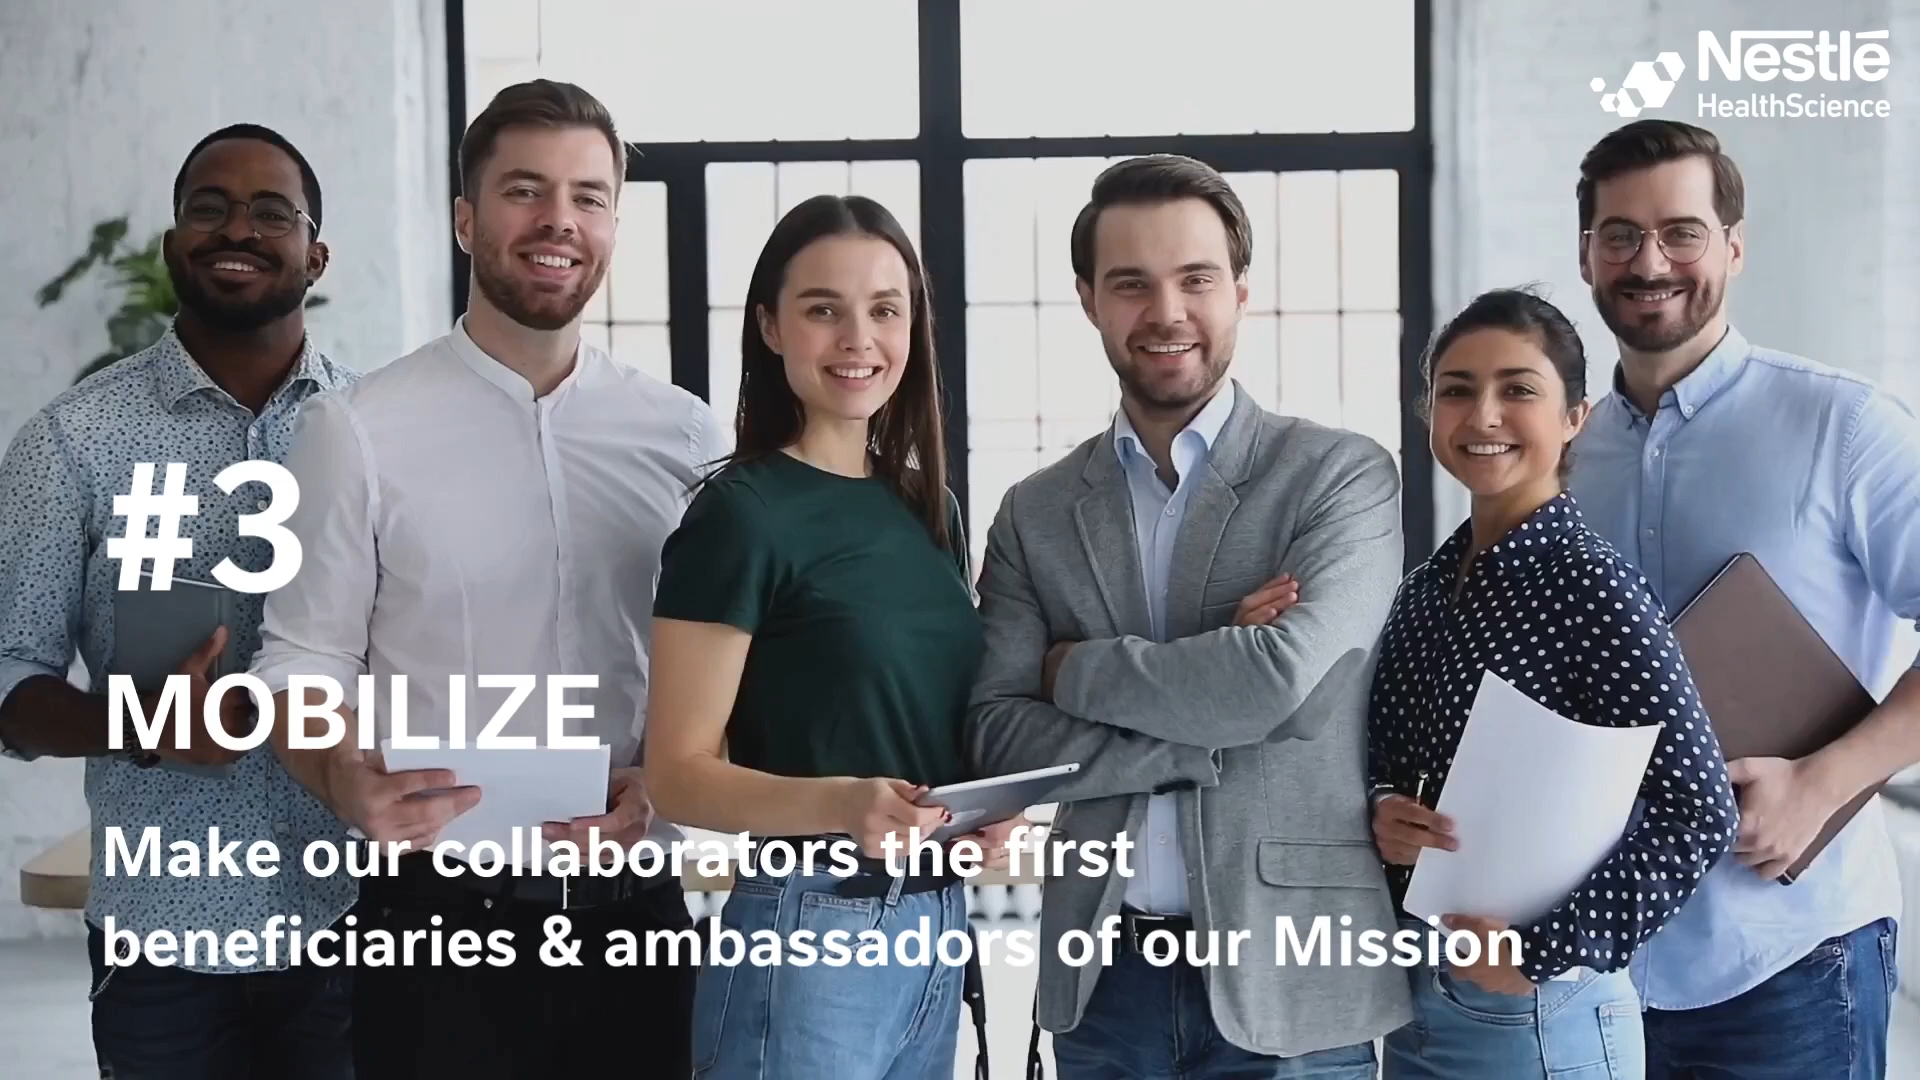 Nestlé
HealthScience
#3
MOBILIZE
Make our collaborators the first
beneficiaries & ambassadors of our Mission